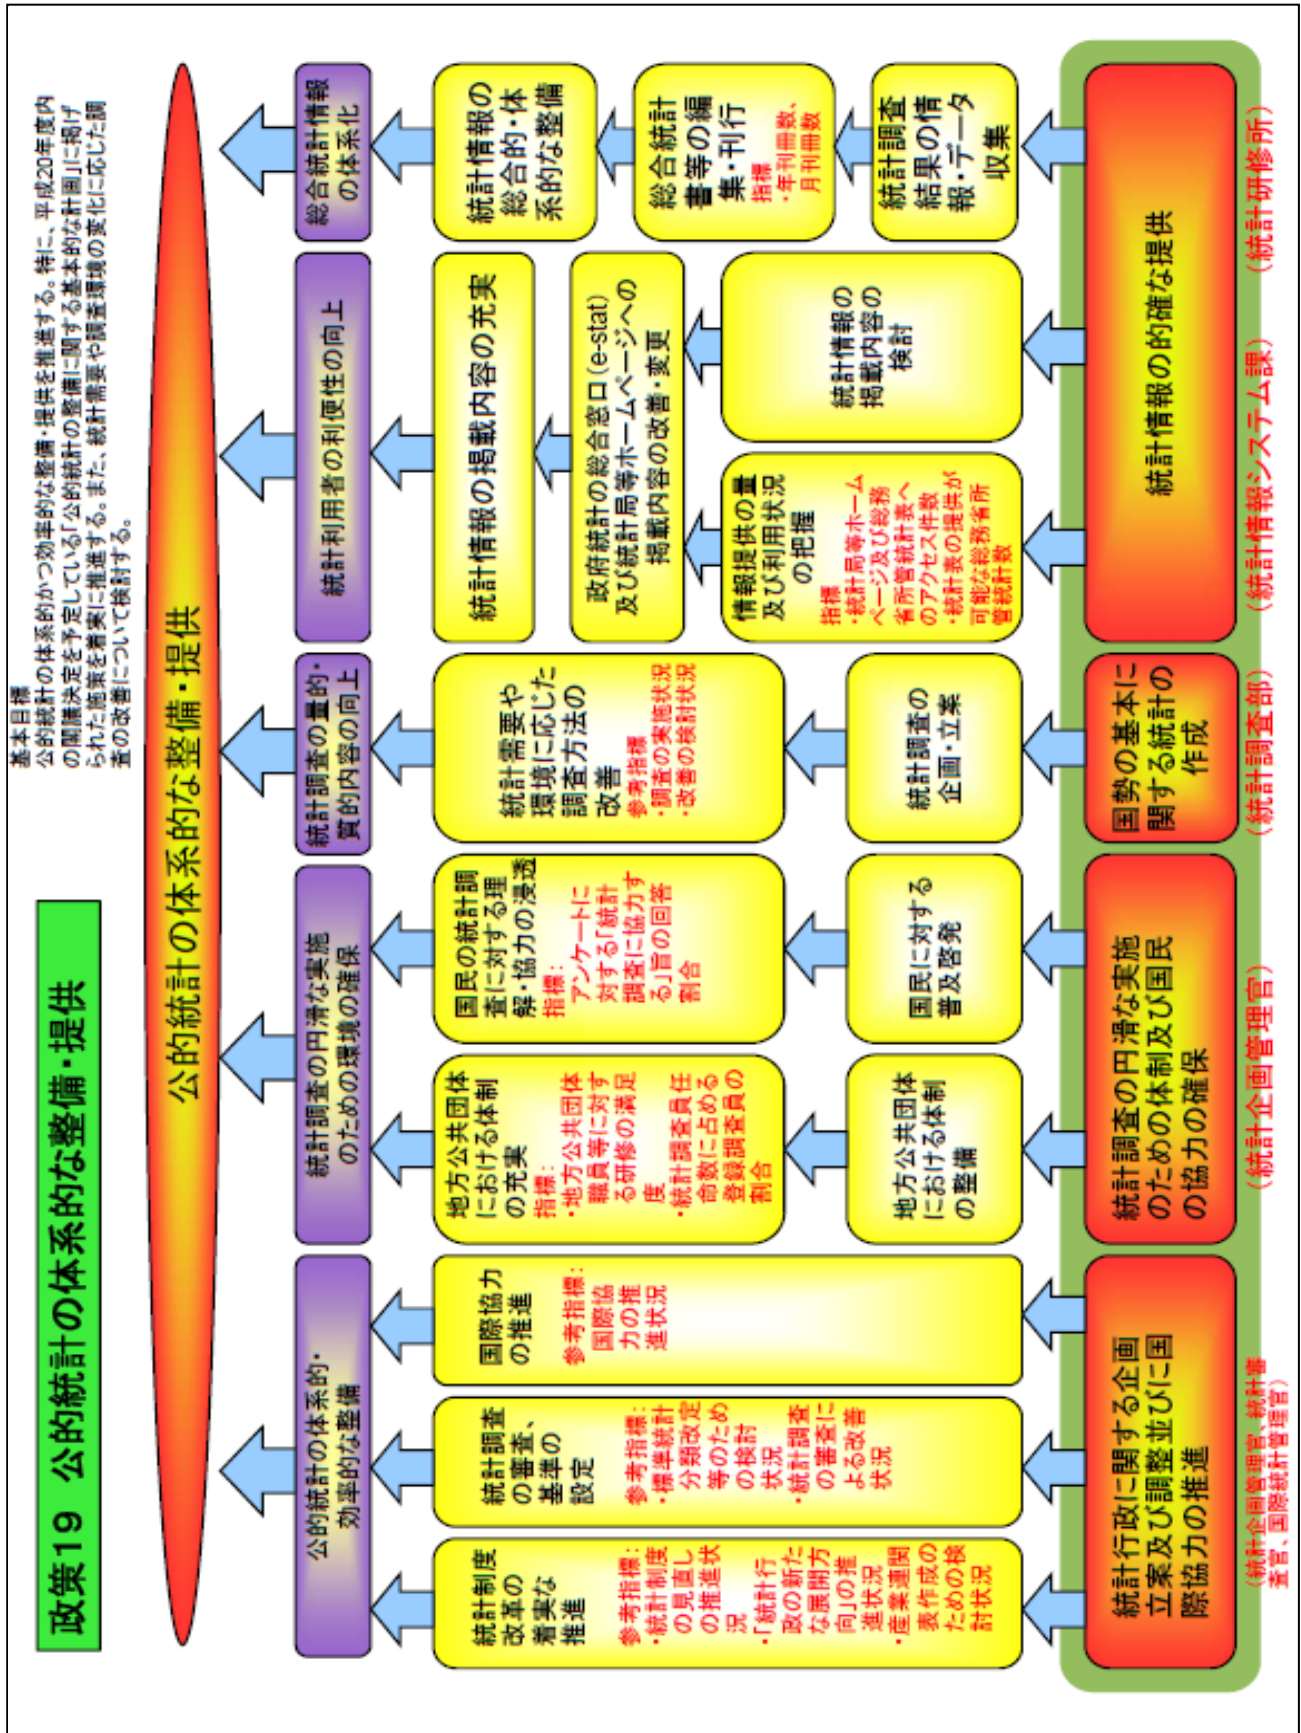 政策19　公的統計の体系的な整備・提供
基本目標
公的統計の体系的かつ効率的な整備・提供を推進する。特に、平成20年度内
の閣議決定を予定している「公的統計の整備に関する基本的な計画」に掲げ
られた施策を着実に推進する。また、統計需要や調査環境の変化に応じた調
査の改善について検討する。
公的統計の体系的な整備・提供
公的統計の体系的・
効率的な整備
統計調査の円滑な実施
のための環境の確保
統計調査の量的・
質的内容の向上
統計利用者の利便性の向上
総合統計情報
の体系化
統計制度
改革の
着実な
推進
参考指標：
・統計制度
の見直し
の推進状
況
・「統計行
政の新た
な展開方
向」の推
進状況
・産業連関
表作成の
ための検
討状況
統計調査
の審査、
基準の
設定
参考指標：
・標準統計
分類改定
等のため
の検討
状況
・統計調査
の審査に
よる改善
状況
国際協力
の推進
参考指標：
国際協
力の推
進状況
地方公共団体
における体制
の充実
指標：
・地方公共団体
職員等に対す
る研修の満足
度
・統計調査員任
命数に占める
登録調査員の
割合
地方公共団体
における体制
の整備
国民の統計調
査に対する理
解・協力の浸透
指標：
アンケートに
対する「統計
調査に協力す
る」旨の回答
割合
国民に対する
普及啓発
統計需要や
環境に応じた
調査方法の
改善
参考指標
・調査の実施状況
・改善の検討状況
統計調査の
企画・立案
統計情報の掲載内容の充実
政府統計の総合窓口(e-stat)
及び統計局等ホームページへの
掲載内容の改善・変更
情報提供の量
及び利用状況
の把握
指標
・統計局等ホーム
ページ及び総務
省所管統計表へ
のアクセス件数
・統計表の提供が
可能な総務省所
管統計数
統計情報の
掲載内容の
検討
統計情報の
総合的・体
系的な整備
総合統計
書等の編
集・刊行
指標
・年刊冊数、
月刊冊数
統計調査
結果の情
報・データ
収集
統計行政に関する企画
立案及び調整並びに国
際協力の推進
統計調査の円滑な実施
のための体制及び国民
の協力の確保
国勢の基本に
関する統計の
作成
統計情報の的確な提供
（統計企画管理官、統計審
査官、国際統計管理官）
（統計企画管理官）
（統計調査部）
（統計情報システム課）
（統計研修所）